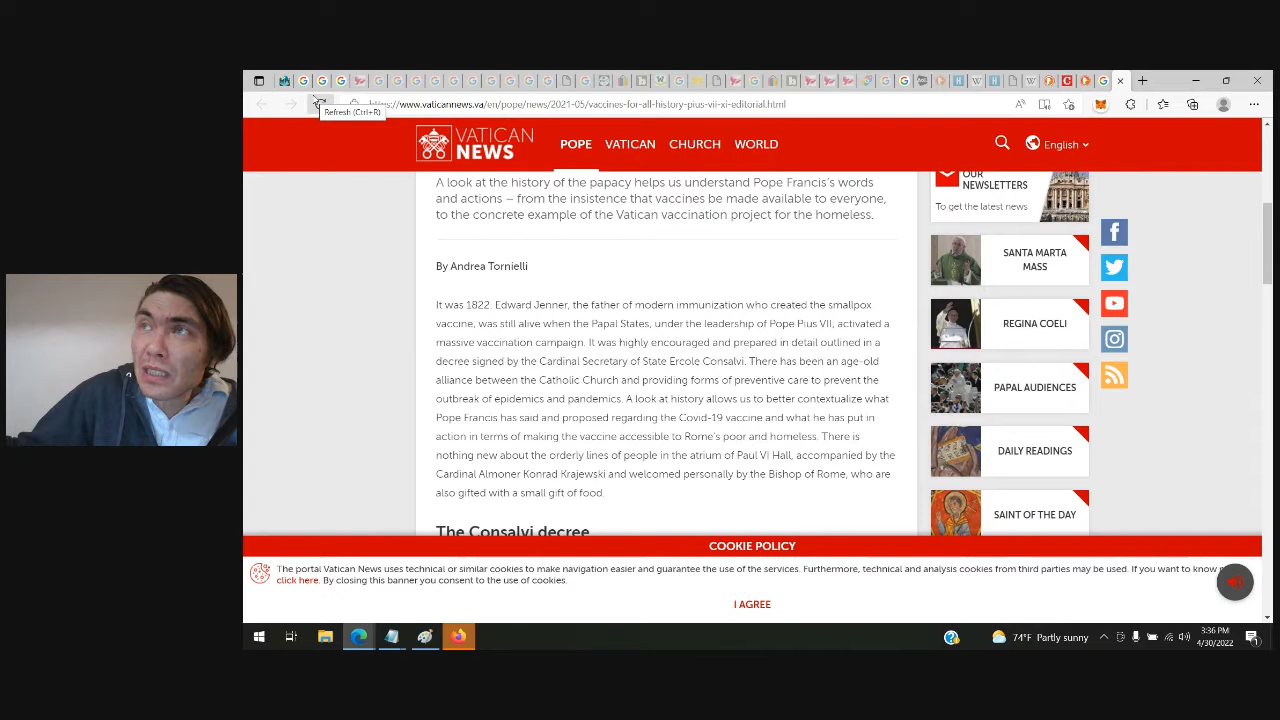 https://www.vaticannews.va/en/pope/news/2021-05/vaccines-for-all-history-pius-vii-xi-editorial.html
Refresh (Ctrl+R)
VATICAN
NEWS
POPE
VATICAN
CHURCH
WORLD
English
A look at the history of the papacy helps us understand Pope Francis's words
and actions – from the insistence that vaccines be made available to everyone,
to the concrete example of the Vatican vaccination project for the homeless.
By Andrea Tornielli
It was 1822. Edward Jenner, the father of modern immunization who created the smallpox
vaccine, was still alive when the Papal States, under the leadership of Pope Pius VII, activated a
massive vaccination campaign. It was highly encouraged and prepared in detail outlined in a
decree signed by the Cardinal Secretary of State Ercole Consalvi. There has been an age-old
alliance between the Catholic Church and providing forms of preventive care to prevent the
outbreak of epidemics and pandemics. A look at history allows us to better contextualize what
Pope Francis has said and proposed regarding the Covid-19 vaccine and what he has put in
action in terms of making the vaccine accessible to Rome's poor and homeless. There is
nothing new about the orderly lines of people in the atrium of Paul VI Hall, accompanied by the
Cardinal Almoner Konrad Krajewski and welcomed personally by the Bishop of Rome, who are
also gifted with a small gift of food.
The Consalvi decree
OUR
NEWSLETTERS
To get the latest news
SANTA MARTA
MASS
REGINA COELI
PAPAL AUDIENCES
DAILY READINGS
SAINT OF THE DAY
COOKIE POLICY
The portal Vatican News uses technical or similar cookies to make navigation easier and guarantee the use of the services. Furthermore, technical and analysis cookies from third parties may be used. If you want to know
click here. By closing this banner you consent to the use of cookies.
I AGREE
74°F Partly sunny
3:36 PM
4/30/2022